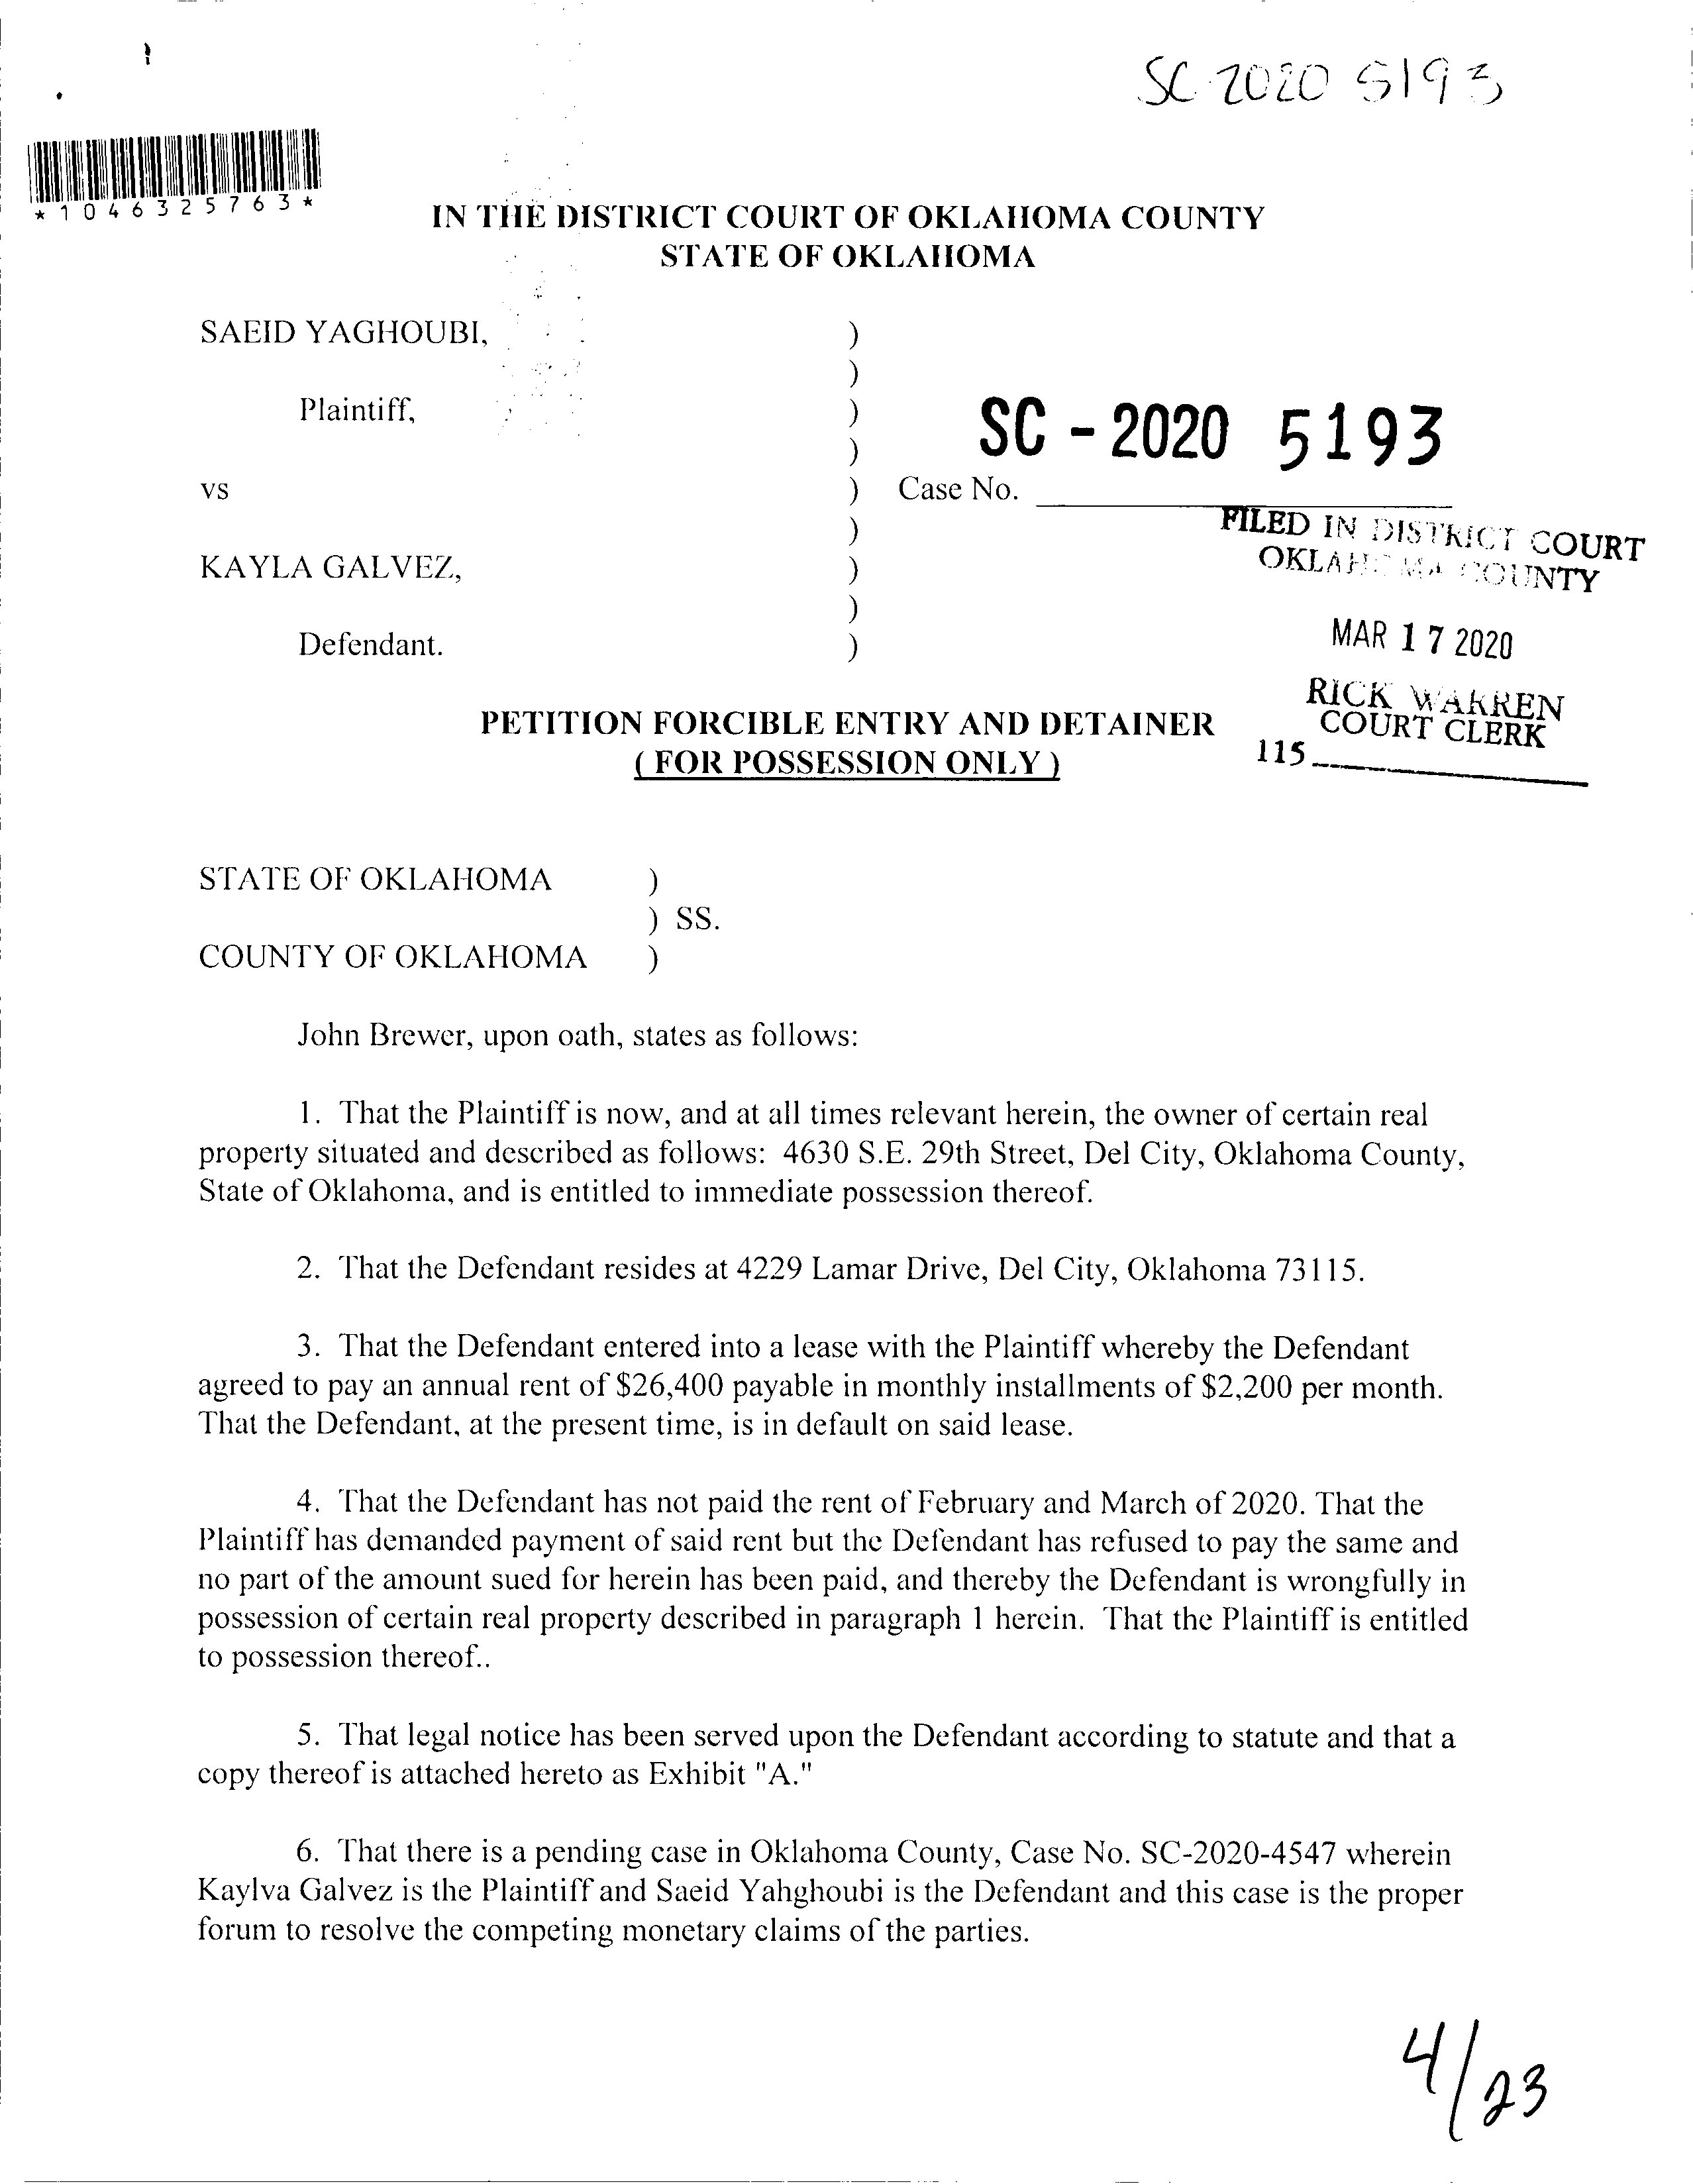 SC 2020 5193
*1046325763*
IN THE DISTRICT COURT OF OKLAHOMA COUNTY
STATE OF OKLAHOMA
SAEID YAGHOUBI, )
)
Plaintiff, )
SC - 2020 5193
)
vs ) Case No.
)
FILED IN DISTRICT COURT
OKLAHOMA COUNTY
KAYLA GALVEZ, )
)
Defendant. )
MAR 17 2020
RICK WARREN
COURT CLERK
115
PETITION FORCIBLE ENTRY AND DETAINER
( FOR POSSESSION ONLY )
STATE OF OKLAHOMA )
) SS.
COUNTY OF OKLAHOMA )
John Brewer, upon oath, states as follows:
1. That the Plaintiff is now, and at all times relevant herein, the owner of certain real
property situated and described as follows: 4630 S.E. 29th Street, Del City, Oklahoma County,
State of Oklahoma, and is entitled to immediate possession thereof.
2. That the Defendant resides at 4229 Lamar Drive, Del City, Oklahoma 73115.
3. That the Defendant entered into a lease with the Plaintiff whereby the Defendant
agreed to pay an annual rent of $26,400 payable in monthly installments of $2,200 per month.
That the Defendant, at the present time, is in default on said lease.
4. That the Defendant has not paid the rent of February and March of 2020. That the
Plaintiff has demanded payment of said rent but the Defendant has refused to pay the same and
no part of the amount sued for herein has been paid, and thereby the Defendant is wrongfully in
possession of certain real property described in paragraph 1 herein. That the Plaintiff is entitled
to possession thereof..
5. That legal notice has been served upon the Defendant according to statute and that a
copy thereof is attached hereto as Exhibit "A."
6. That there is a pending case in Oklahoma County, Case No. SC-2020-4547 wherein
Kaylva Galvez is the Plaintiff and Saeid Yahghoubi is the Defendant and this case is the proper
forum to resolve the competing monetary claims of the parties.
4/23